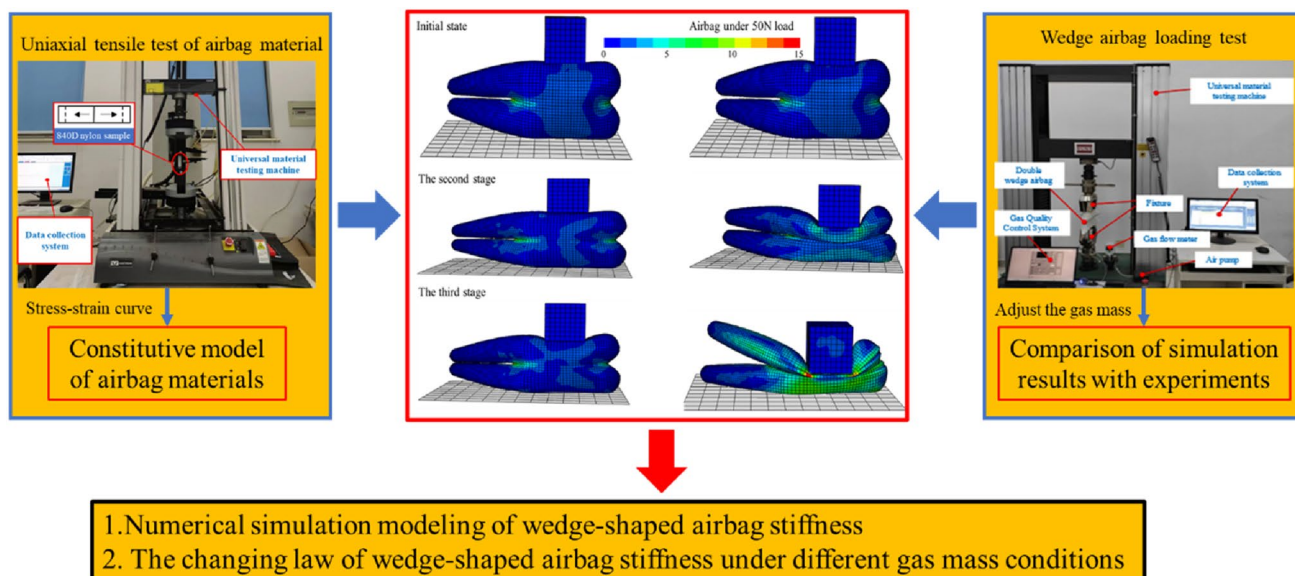 Uniaxial tensile test of airbag material
840D nylon sample
Universal material
testing machine
Data collection
system
Stress-strain curve
Constitutive model
of airbag materials
Initial state
Airbag under 50N load
0
5
10
15
The second stage
The third stage
Wedge airbag loading test
Universal material
testing machine
Double
wedge airbag
Data collection
system
Fixture
Gas Quality
Control System
Gas flow meter
Air pump
Adjust the gas mass
Comparison of simulation
results with experiments
1.Numerical simulation modeling of wedge-shaped airbag stiffness
2. The changing law of wedge-shaped airbag stiffness under different gas mass conditions